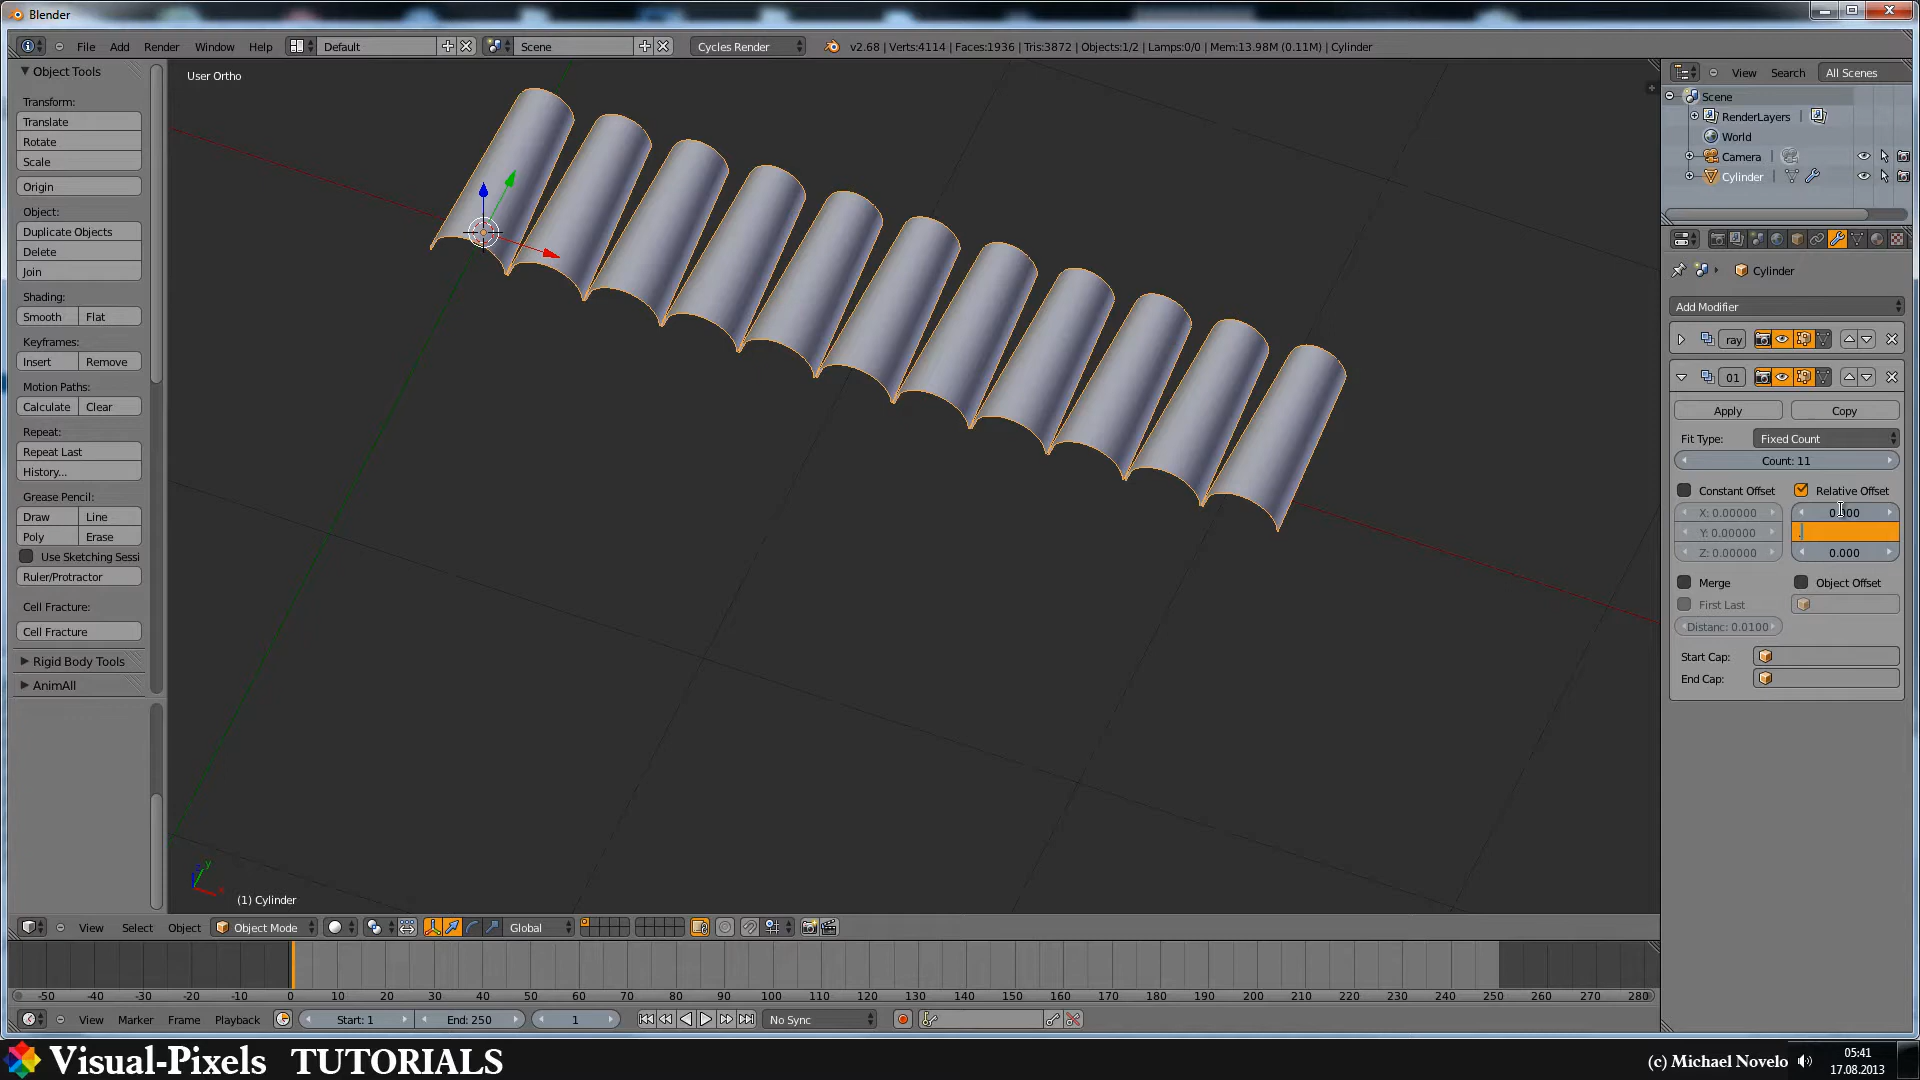 Blender
File Add Render Window Help Default Scene Cycles Render v2.68 | Verts:4114 | Faces:1936 | Tris:3872 | Objects:1/2 | Lamps:0/0 | Mem:13.98M (0.11M) | Cylinder
Object Tools
Transform:
Translate
Rotate
Scale
Origin
Object:
Duplicate Objects
Delete
Join
Shading:
Smooth Flat
Keyframes:
Insert Remove
Motion Paths:
Calculate Clear
Repeat:
Repeat Last
History...
Grease Pencil:
Draw Line
Poly Erase
Use Sketching Sessi
Ruler/Protractor
Cell Fracture:
Cell Fracture
Rigid Body Tools
AnimAll
User Ortho
(1) Cylinder
View Search All Scenes
Scene
RenderLayers
World
Camera
Cylinder
Cylinder
Add Modifier
ray
01
Apply Copy
Fit Type: Fixed Count
Count: 11
Constant Offset Relative Offset
X: 0.00000
Y: 0.00000
Z: 0.00000 0.000
Merge Object Offset
First Last
Distanc: 0.0100
Start Cap:
End Cap:
View Select Object Object Mode Global
-50 -40 -30 -20 -10 0 10 20 30 40 50 60 70 80 90 100 110 120 130 140 150 160 170 180 190 200 210 220 230 240 250 260 270 280
View Marker Frame Playback Start: 1 End: 250 1 No Sync
Visual-Pixels TUTORIALS
(c) Michael Novelo
05:41
17.08.2013